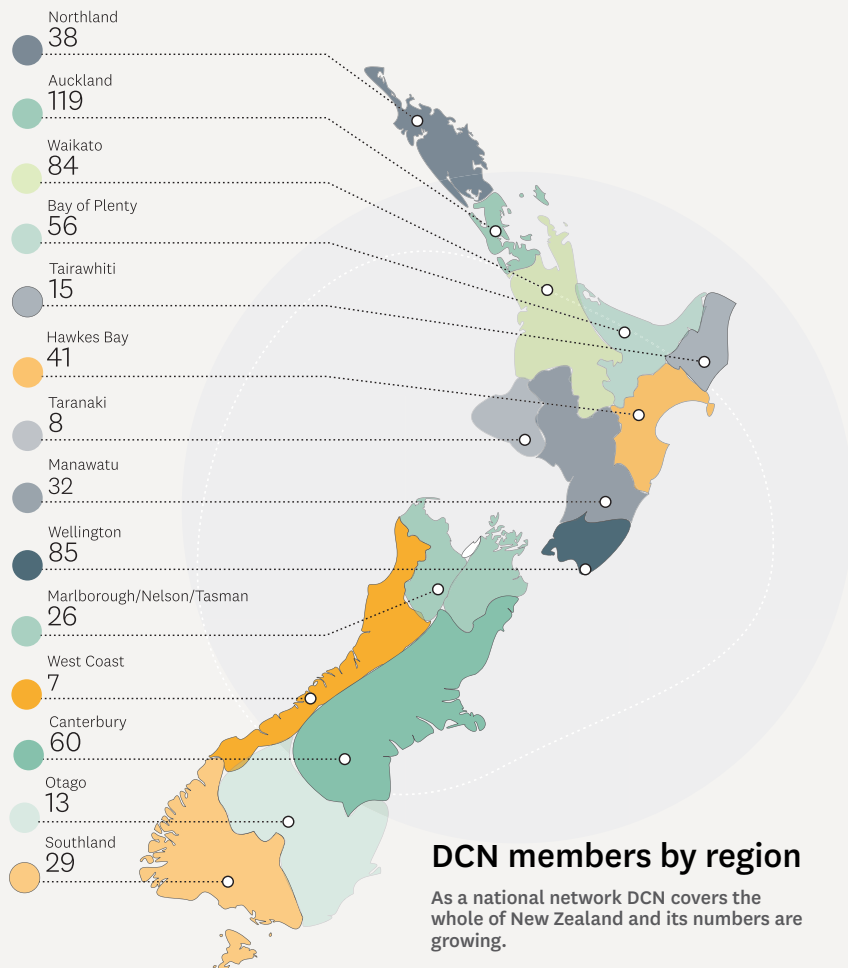 Northland
38
Auckland
119
Waikato
84
Bay of Plenty
56
Tairawhiti
15
Hawkes Bay
41
Taranaki
8
Manawatu
32
Wellington
85
Marlborough/Nelson/Tasman
26
West Coast
7
Canterbury
60
Otago
13
Southland
29
DCN members by region
As a national network DCN covers the
whole of New Zealand and its numbers are
growing.